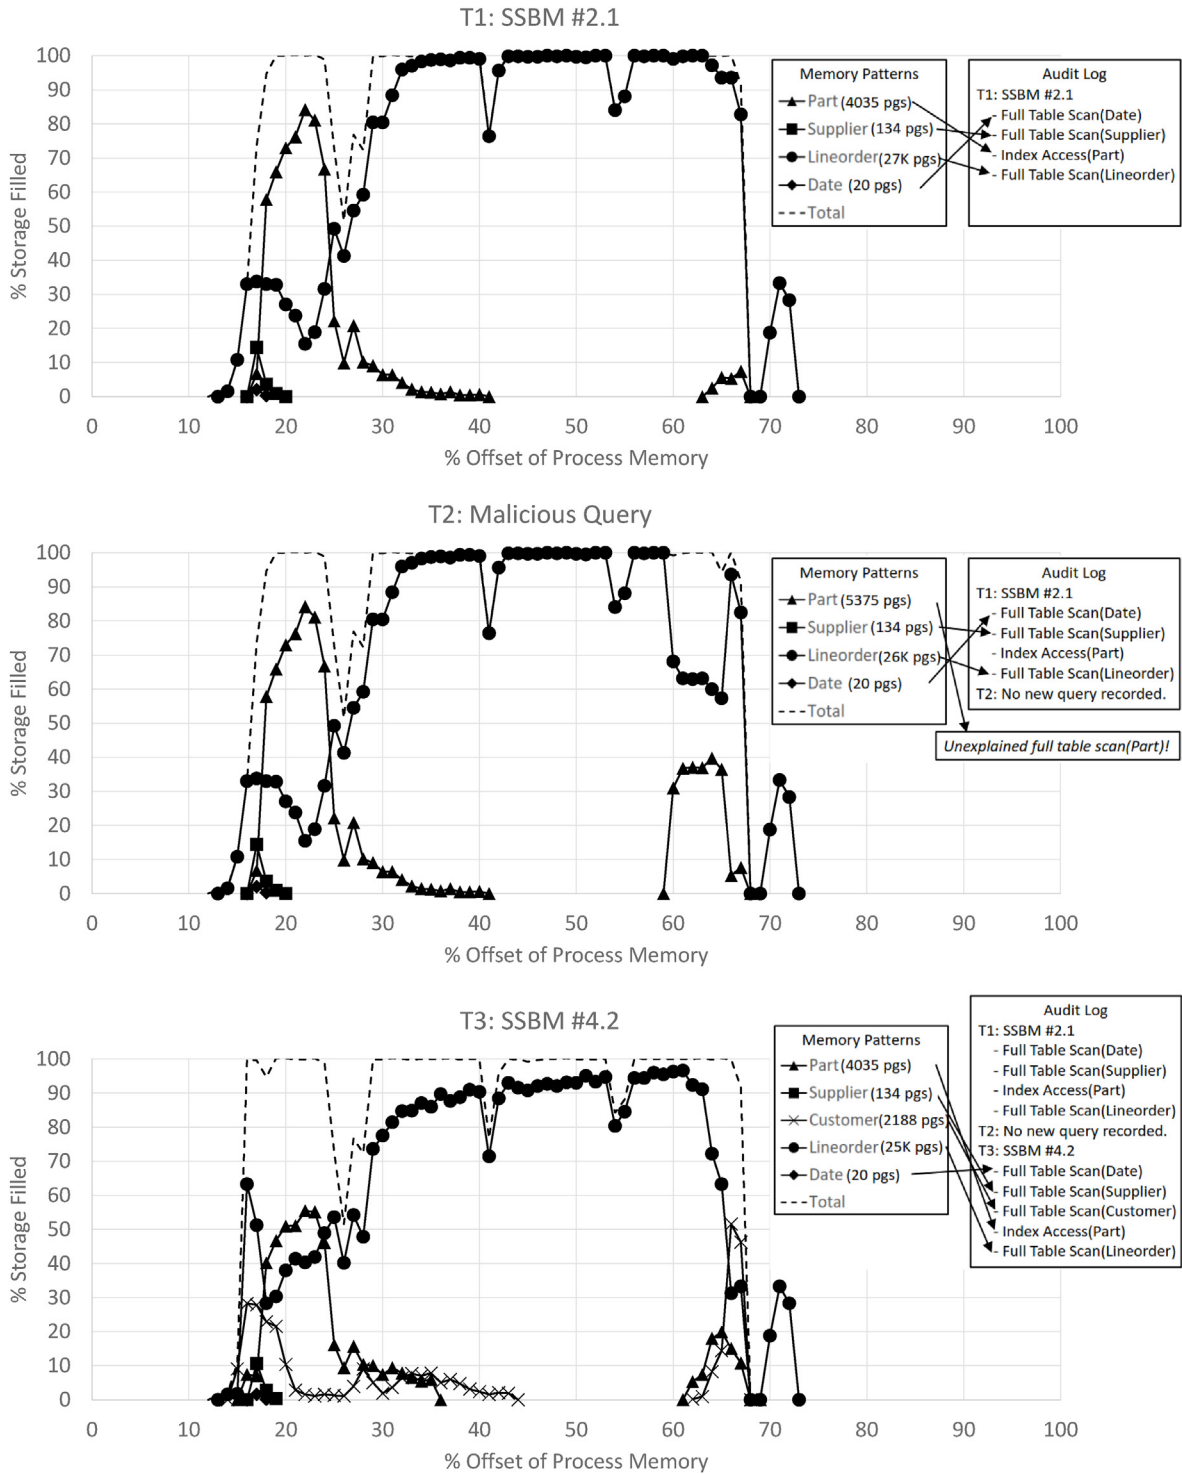 T1: SSBM #2.1
100
90
80
70
60
50
40
30
20
10
0
% Storage Filled
0 10 20 30 40 50 60 70 80 90 100
% Offset of Process Memory
Memory Patterns
Part (4035 pgs)
Supplier (134 pgs)
Lineorder (27K pgs)
Date (20 pgs)
Total
Audit Log
T1: SSBM #2.1
- Full Table Scan(Date)
- Full Table Scan(Supplier)
- Index Access(Part)
- Full Table Scan(Lineorder)
T2: Malicious Query
100
90
80
70
60
50
40
30
20
10
0
% Storage Filled
0 10 20 30 40 50 60 70 80 90 100
% Offset of Process Memory
Memory Patterns
Part (5375 pgs)
Supplier (134 pgs)
Lineorder (26K pgs)
Date (20 pgs)
Total
Audit Log
T1: SSBM #2.1
- Full Table Scan(Date)
- Full Table Scan(Supplier)
- Index Access(Part)
- Full Table Scan(Lineorder)
T2: No new query recorded.
Unexplained full table scan(Part)!
T3: SSBM #4.2
100
90
80
70
60
50
40
30
20
10
0
% Storage Filled
0 10 20 30 40 50 60 70 80 90 100
% Offset of Process Memory
Memory Patterns
Part (4035 pgs)
Supplier (134 pgs)
Customer (2188 pgs)
Lineorder (25K pgs)
Date (20 pgs)
Total
Audit Log
T1: SSBM #2.1
- Full Table Scan(Date)
- Full Table Scan(Supplier)
- Index Access(Part)
- Full Table Scan(Lineorder)
T2: No new query recorded.
T3: SSBM #4.2
- Full Table Scan(Date)
- Full Table Scan(Supplier)
- Full Table Scan(Customer)
- Index Access(Part)
- Full Table Scan(Lineorder)